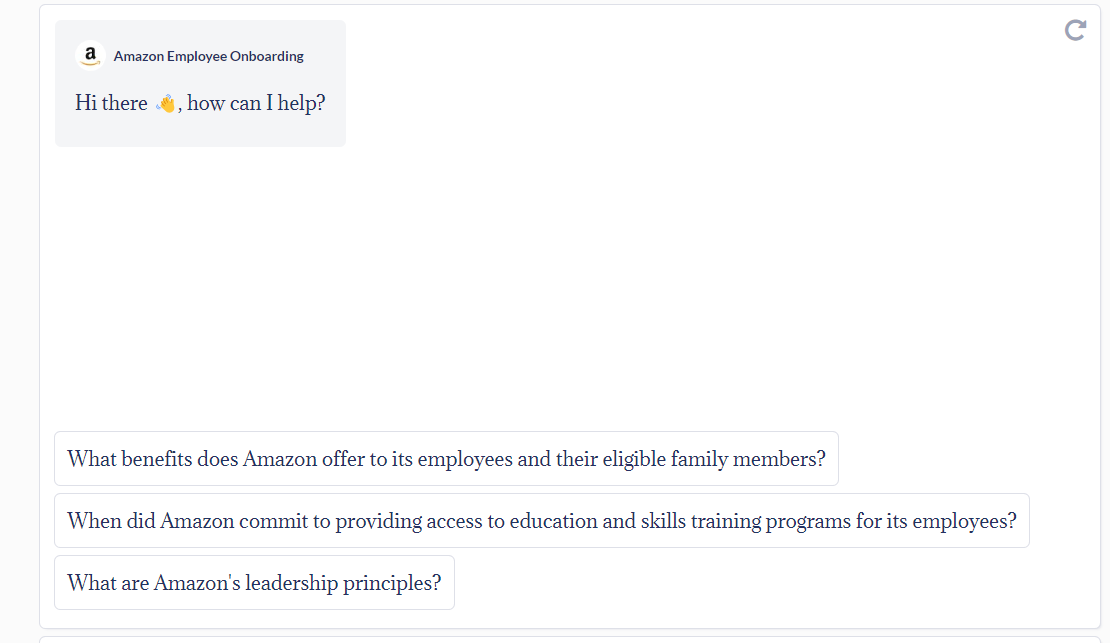 a Amazon Employee Onboarding
Hi there 👋, how can I help?
What benefits does Amazon offer to its employees and their eligible family members?
When did Amazon commit to providing access to education and skills training programs for its employees?
What are Amazon's leadership principles?